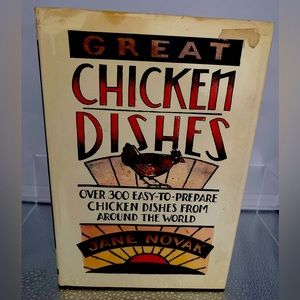 GREAT
CHICKEN
DISHES
OVER 300 EASY-TO-PREPARE
CHICKEN DISHES FROM
AROUND THE WORLD
JANE NOVAK